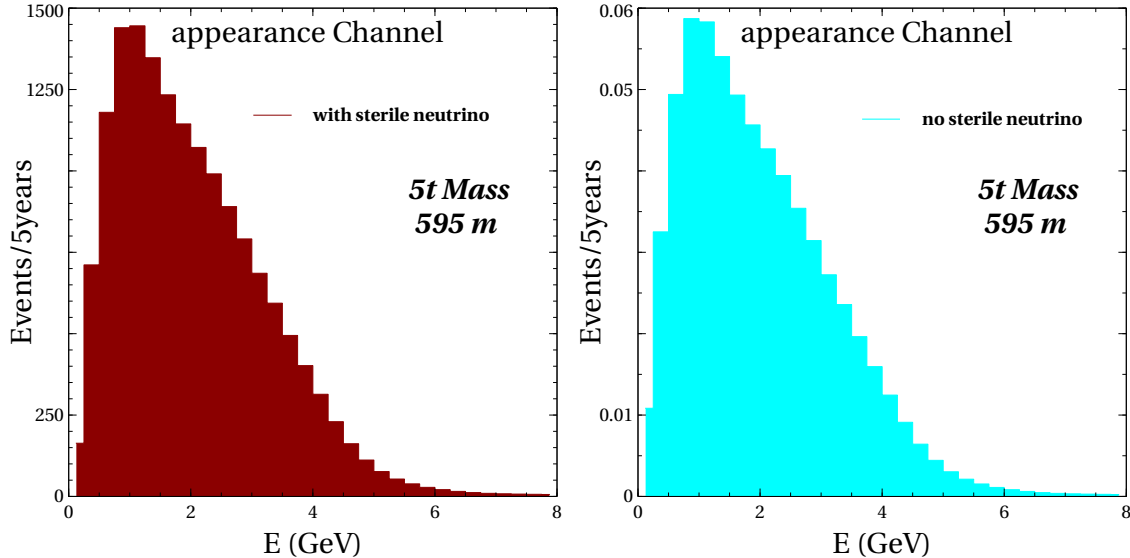 1500
appearance Channel
1250
with sterile neutrino
5t Mass
595 m
Events/5years
250
0
0
2
4
6
8
E (GeV)
0.06
appearance Channel
0.05
no sterile neutrino
5t Mass
595 m
Events/5years
0.01
0
0
2
4
6
8
E (GeV)